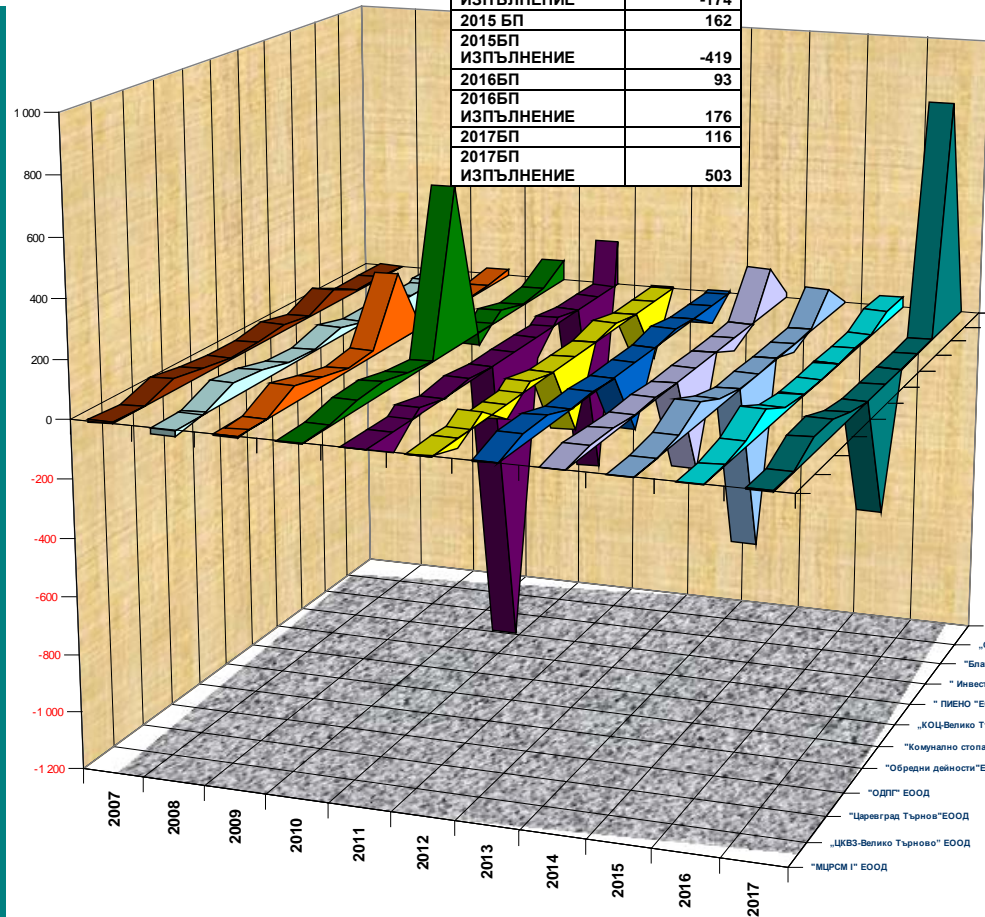 ИЗПЪЛНЕНИЕ -174
2015 БП 162
2015БП
ИЗПЪЛНЕНИЕ -419
2016БП 93
2016БП
ИЗПЪЛНЕНИЕ 176
2017БП 116
2017БП
ИЗПЪЛНЕНИЕ 503
1 000
800
600
400
200
0
-200
-400
-600
-800
-1 000
-1 200
2007
2008
2009
2010
2011
2012
2013
2014
2015
2016
2017
"Бла
" Инвест
" ПИЕНО "Е
„КОЦ-Велико Т
"Комунално стопа
"Обредни дейности"Е
"ОДПГ" ЕООД
"Царевград Търнов"ЕООД
„ЦКВЗ-Велико Търново" ЕООД
"МЦРСМ I" ЕООД